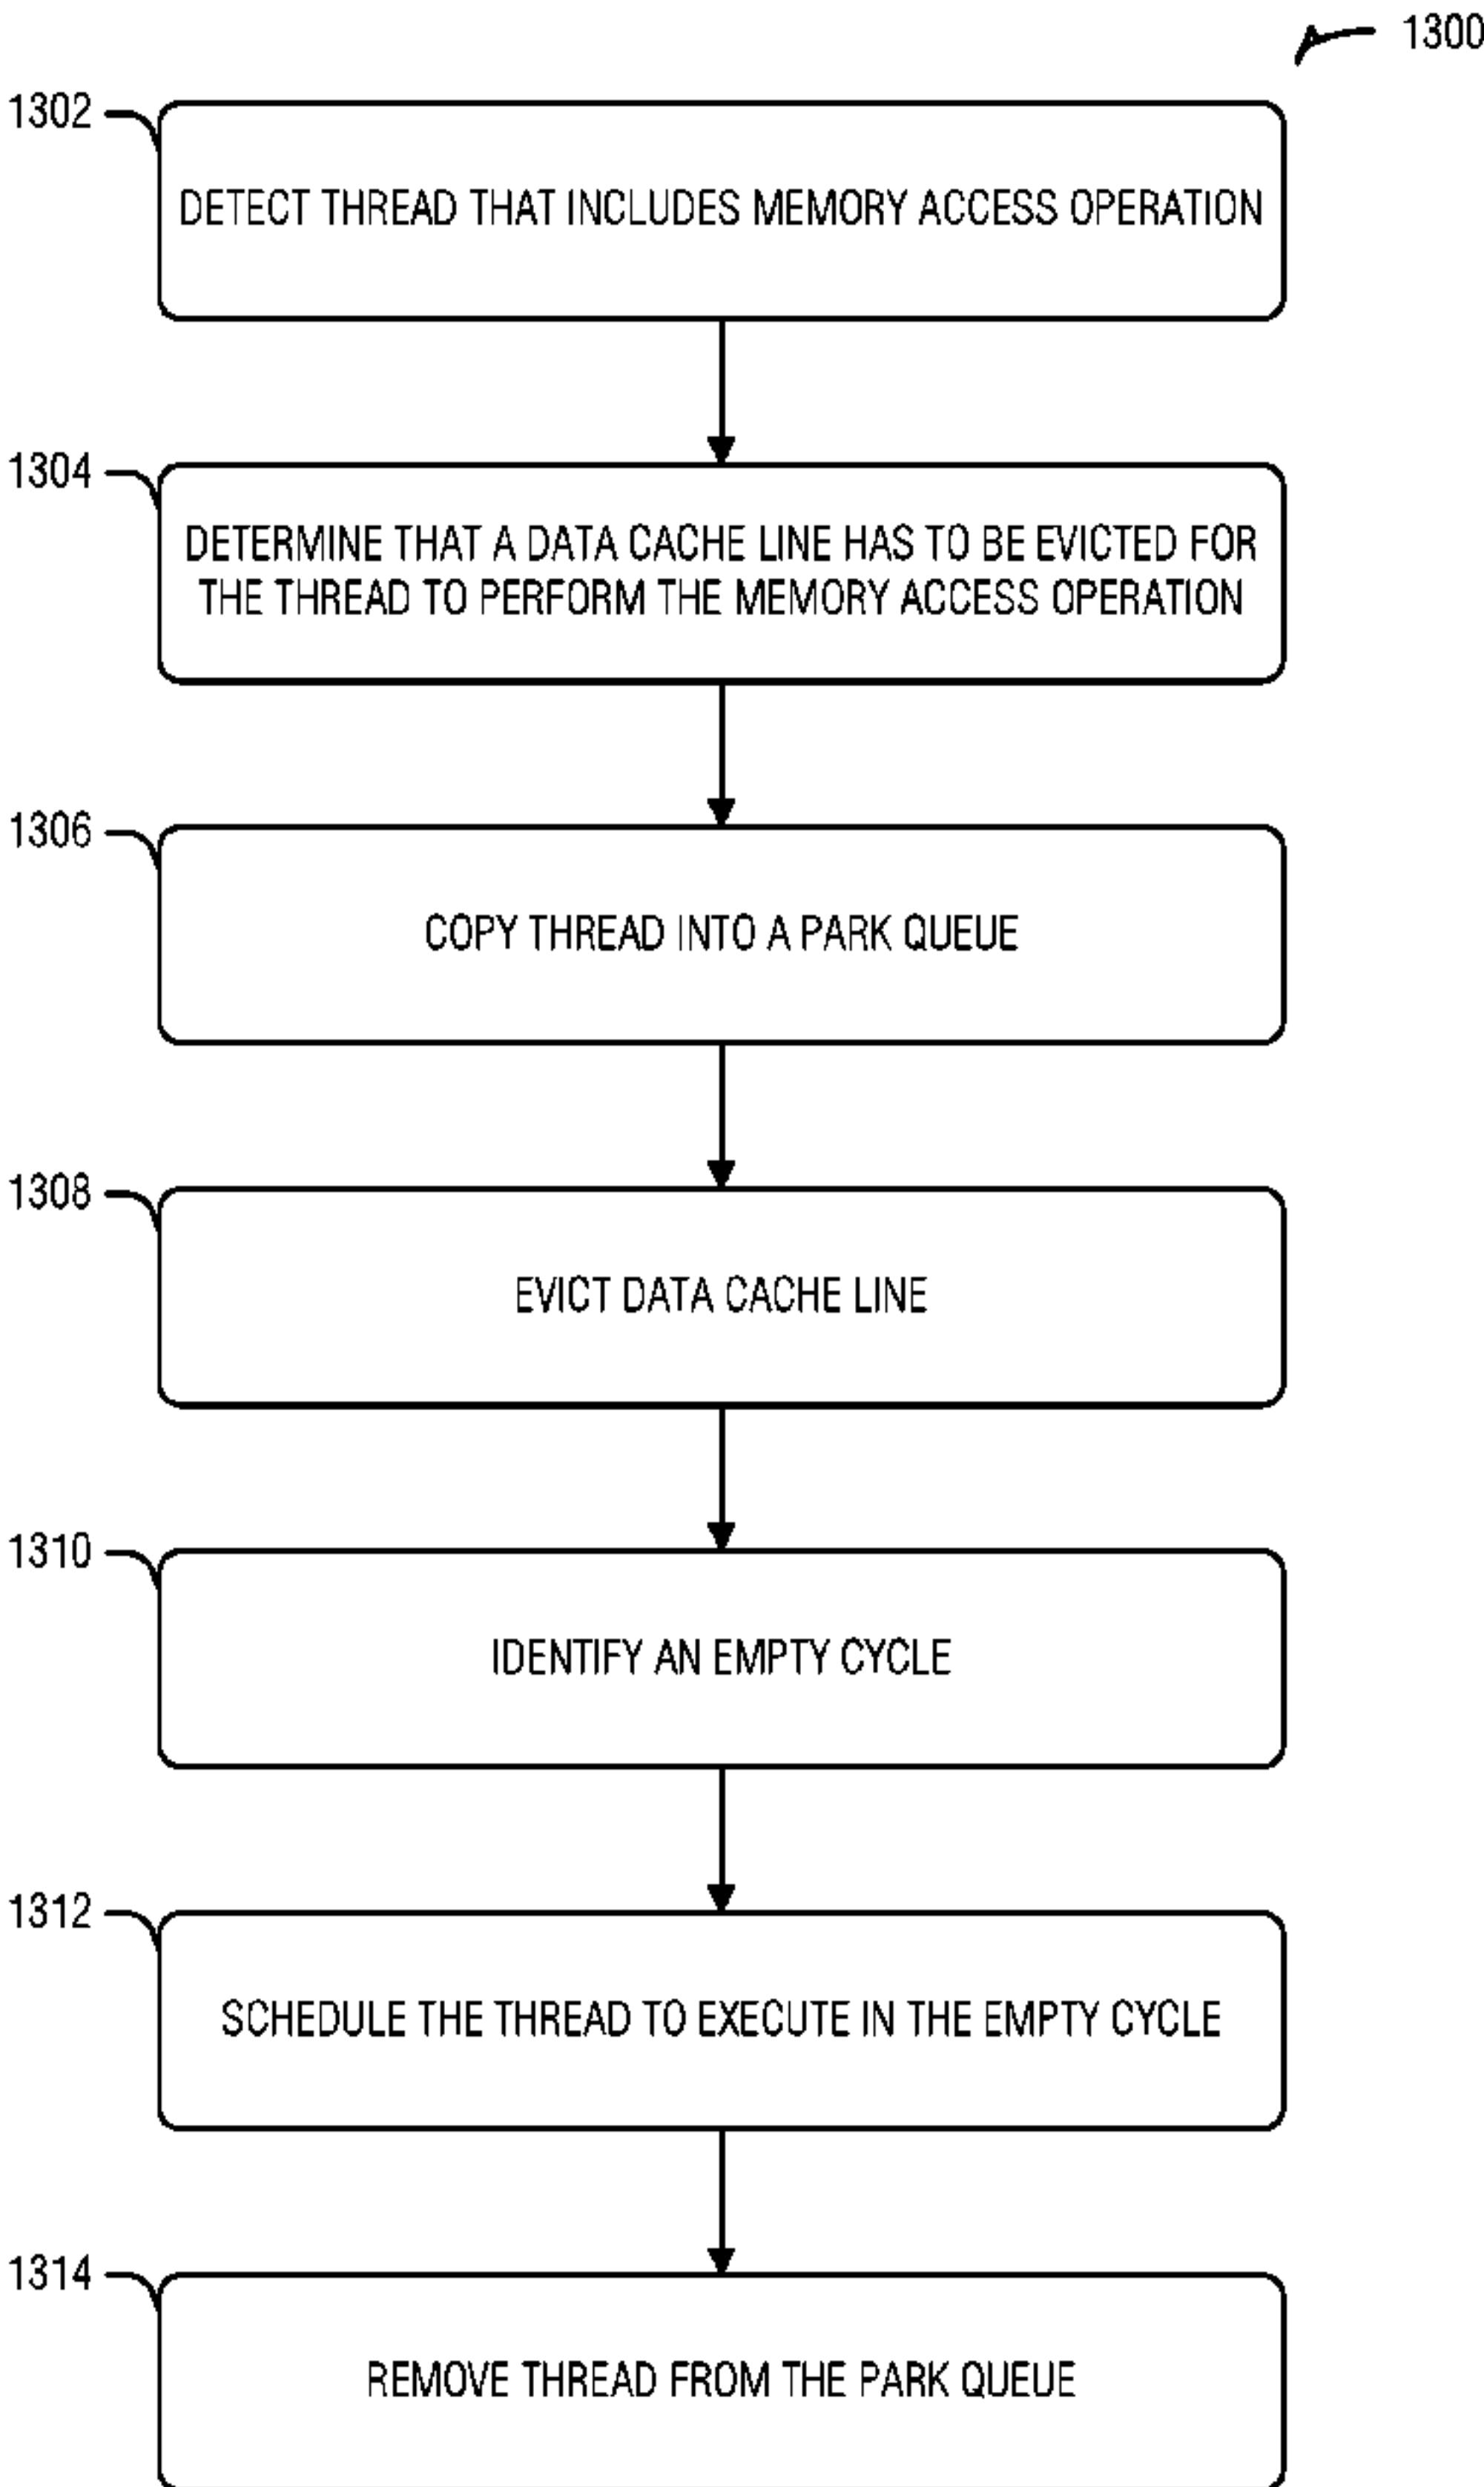 1300
1302
DETECT THREAD THAT INCLUDES MEMORY ACCESS OPERATION
1304
DETERMINE THAT A DATA CACHE LINE HAS TO BE EVICTED FOR
THE THREAD TO PERFORM THE MEMORY ACCESS OPERATION
1306
COPY THREAD INTO A PARK QUEUE
1308
EVICT DATA CACHE LINE
1310
IDENTIFY AN EMPTY CYCLE
1312
SCHEDULE THE THREAD TO EXECUTE IN THE EMPTY CYCLE
1314
REMOVE THREAD FROM THE PARK QUEUE